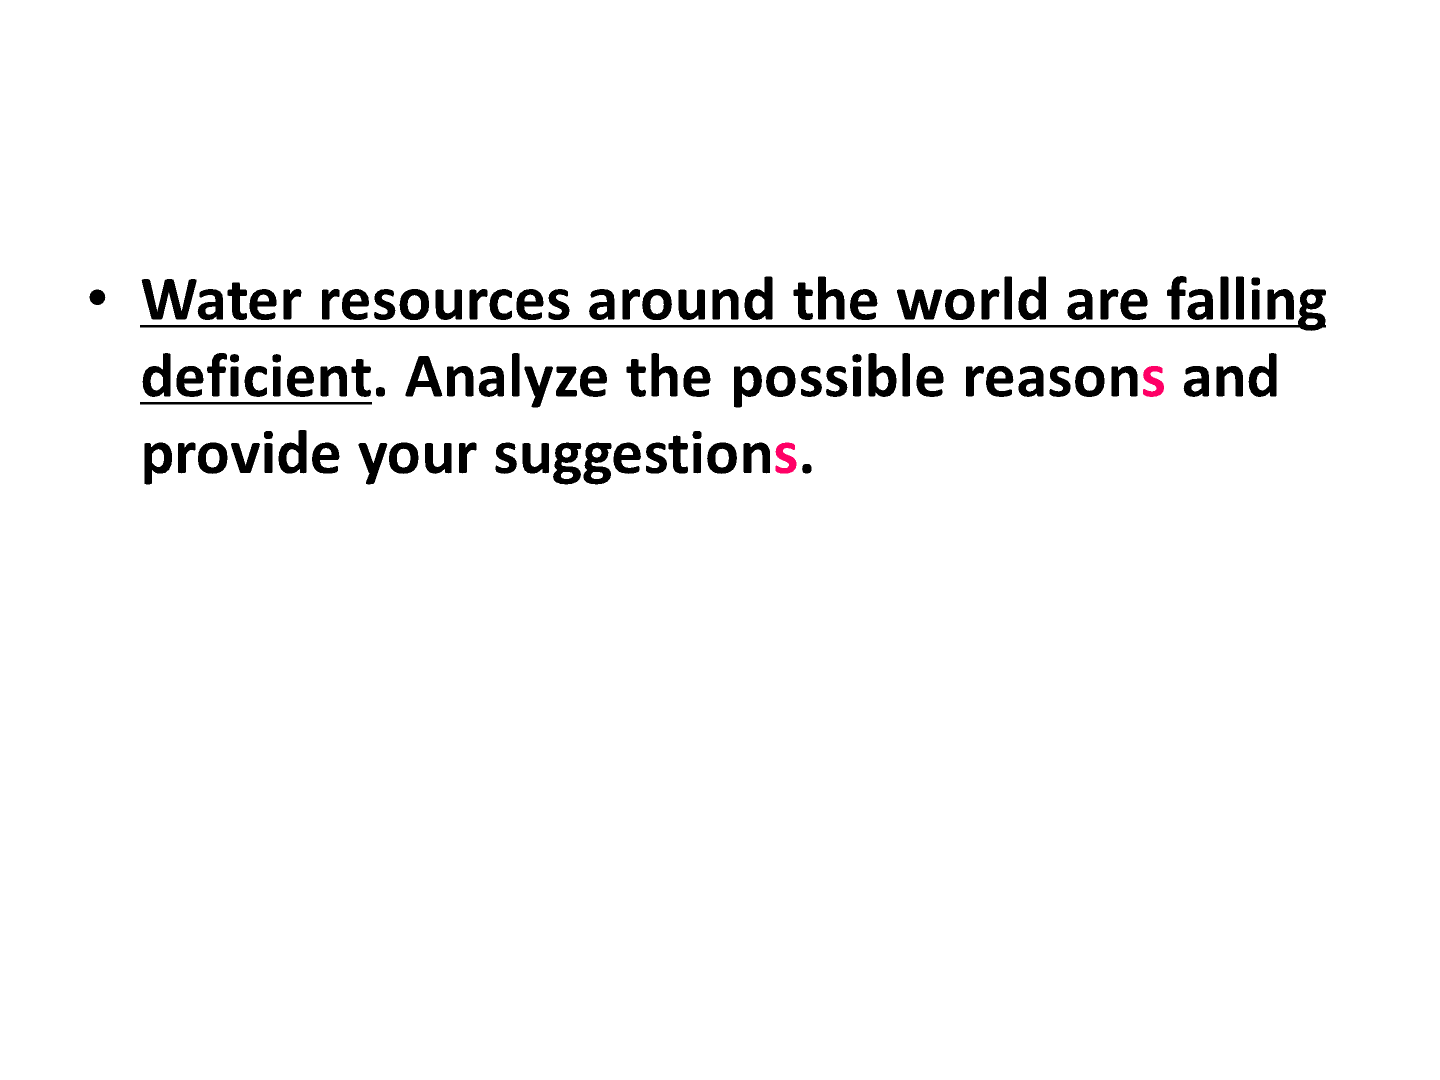 • Water resources around the world are falling
deficient. Analyze the possible reasons and
provide your suggestions.